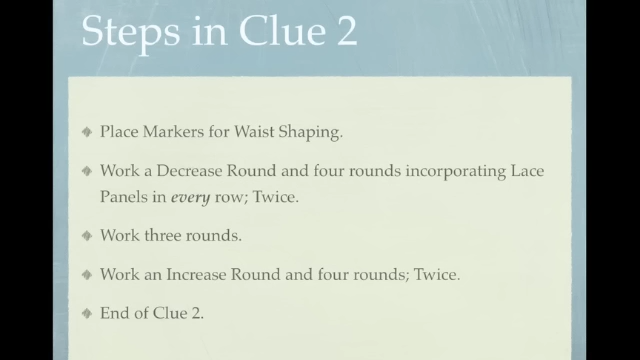 Steps in Clue 2
Place Markers for Waist Shaping.
Work a Decrease Round and four rounds incorporating Lace
Panels in every row; Twice.
Work three rounds.
Work an Increase Round and four rounds; Twice.
End of Clue 2.